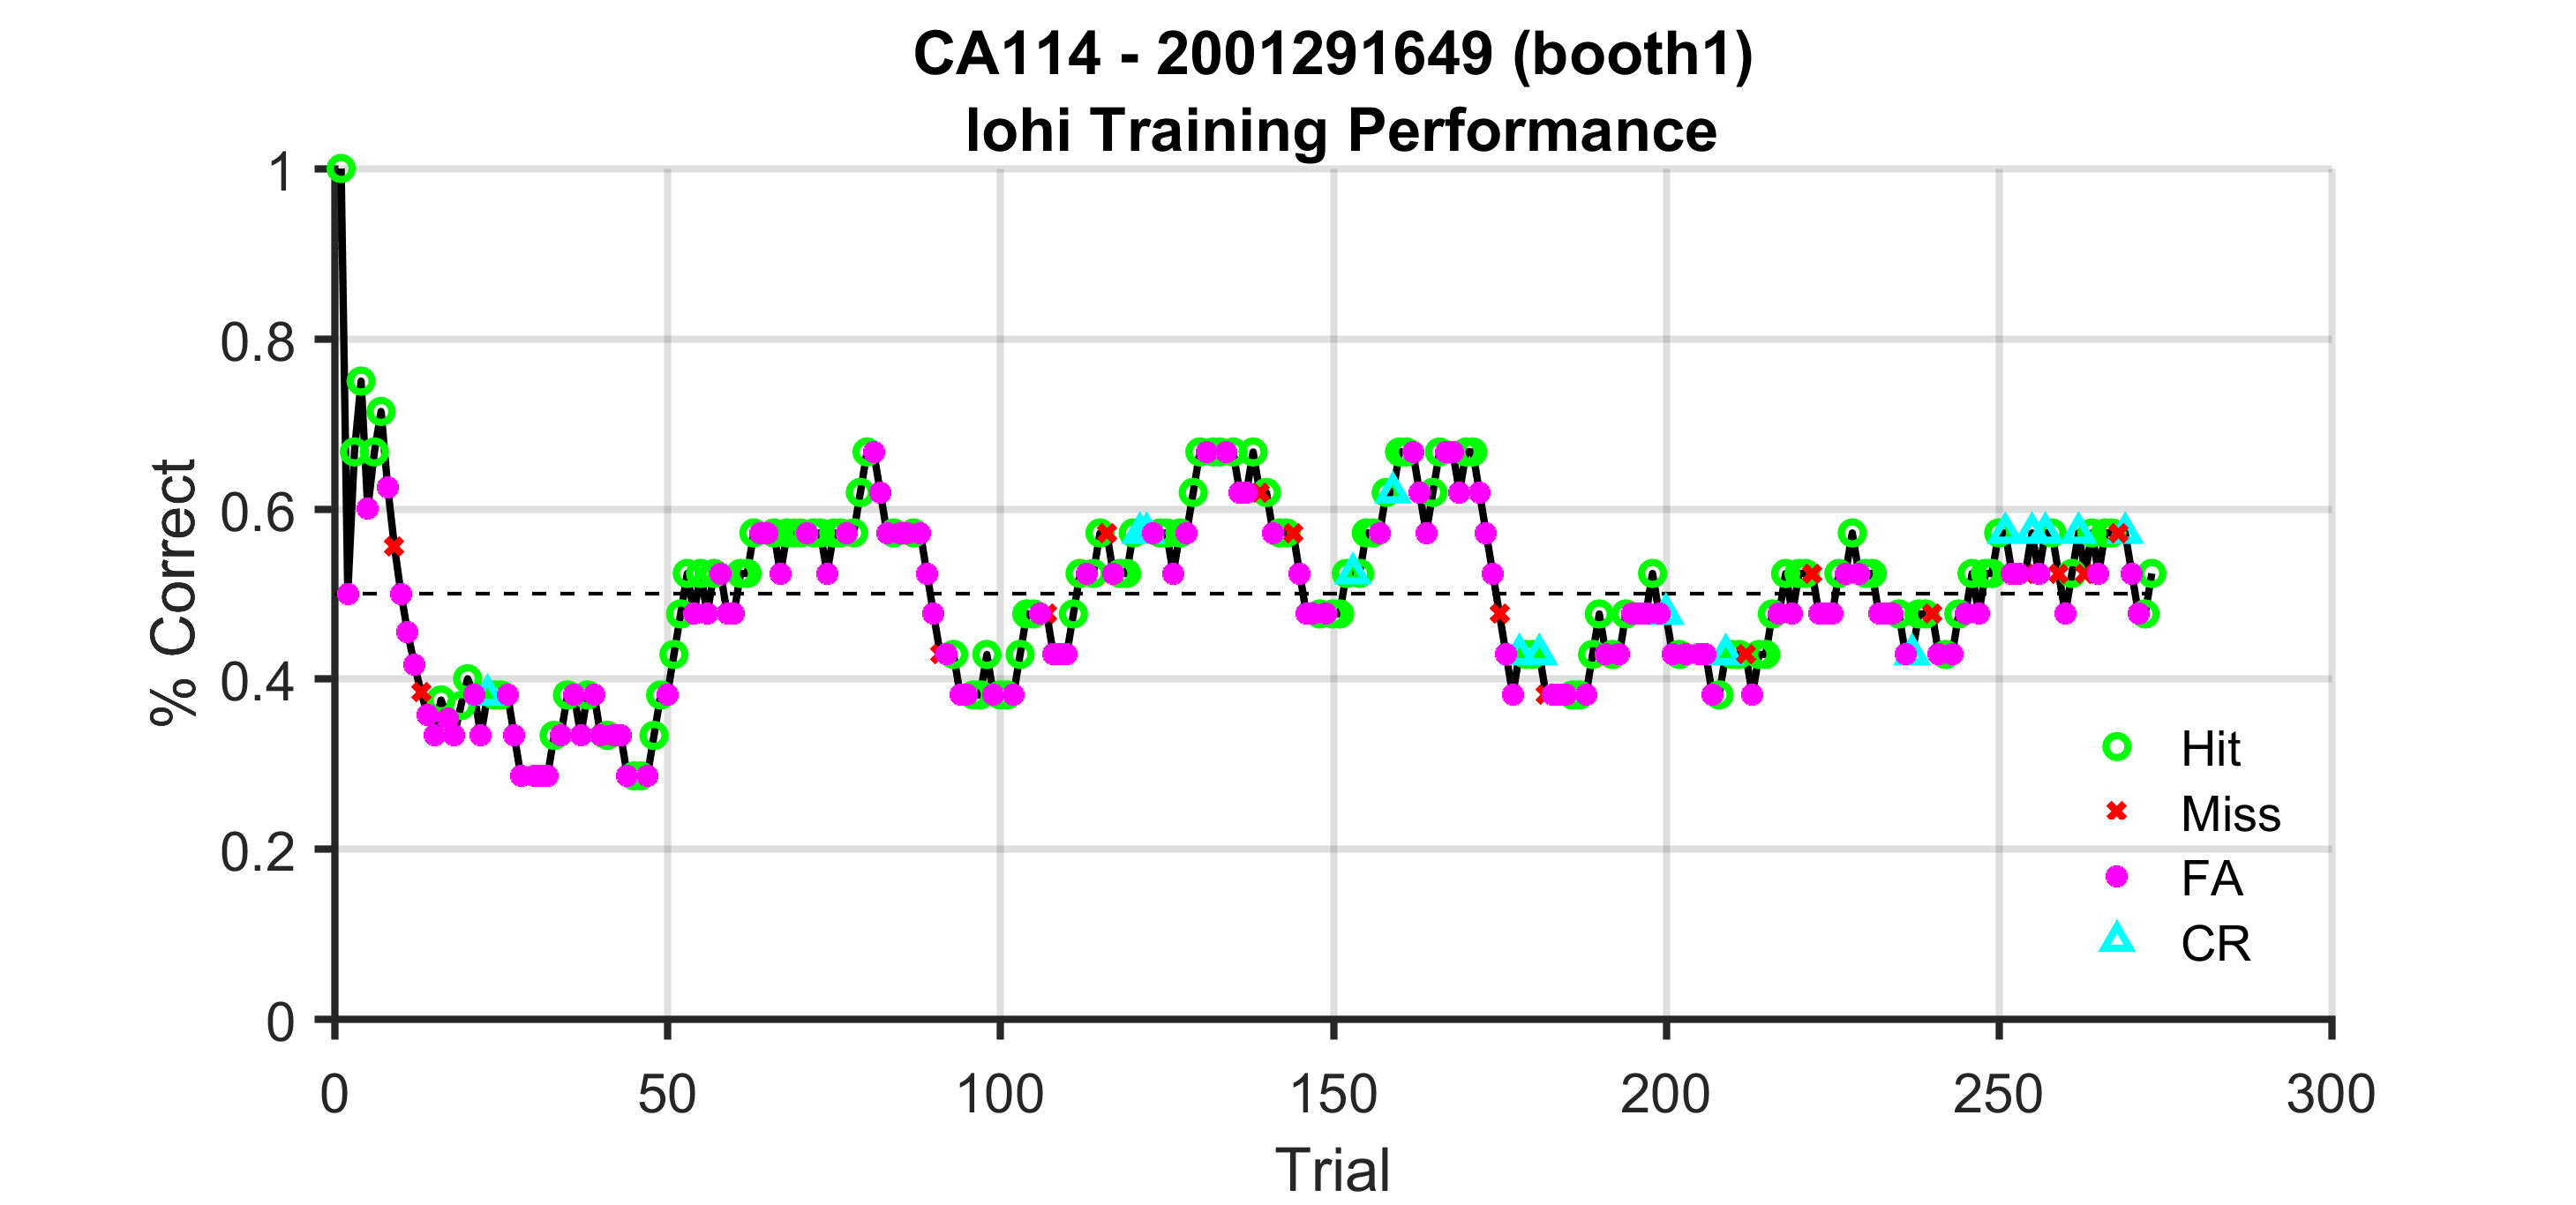 CA114 - 2001291649 (booth1)
lohi Training Performance
% Correct
1
0.8
0.6
0.4
0.2
0
0 50 100 150 200 250 300
Trial
Hit
Miss
FA
CR